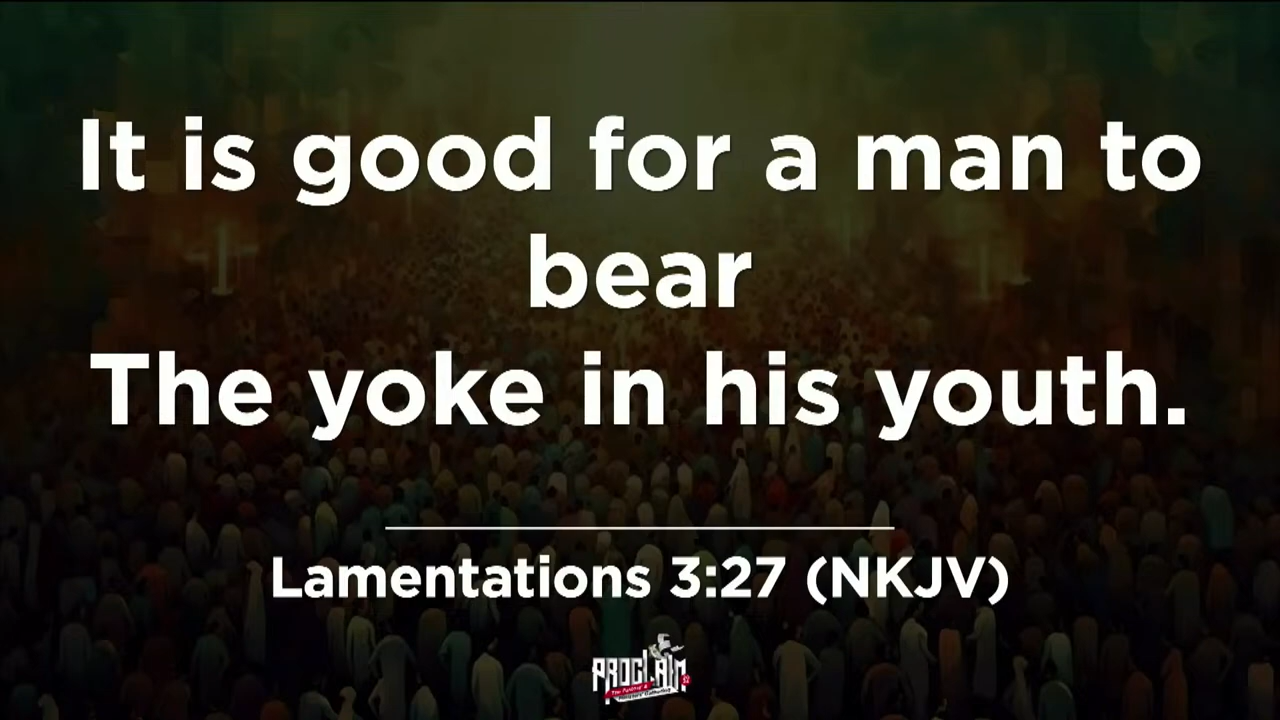 It is good for a man to
bear
The yoke in his youth.
Lamentations 3:27 (NKJV)
PROCLAIM